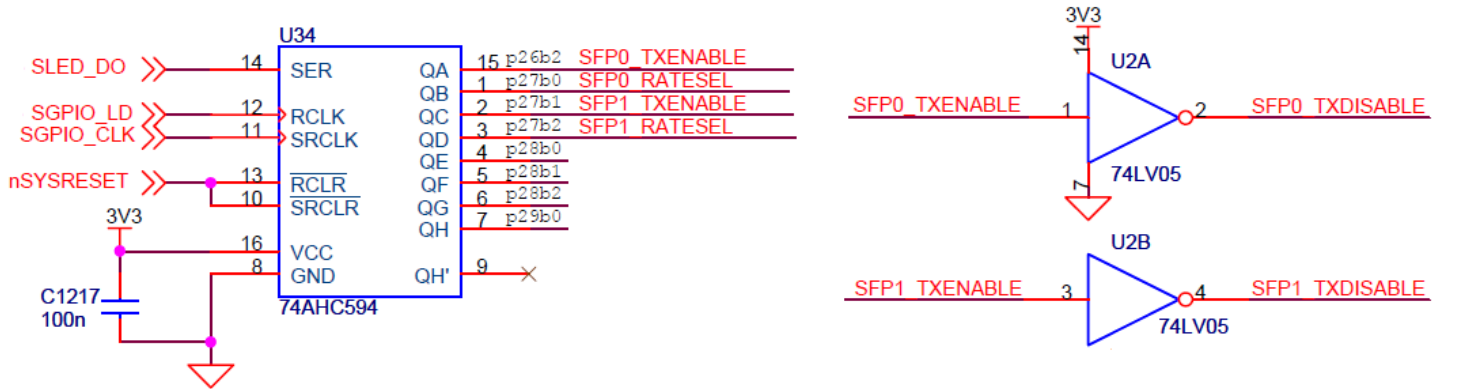 U34
SLED_DO 14 SER QA 15 p26b2 SFP0_TXENABLE
QB 1 p27b0 SFP0_RATESEL
SGPIO_LD 12 RCLK QC 2 p27b1 SFP1_TXENABLE
SGPIO_CLK 11 SRCLK QD 3 p27b2 SFP1_RATESEL
QE 4 p28b0
nSYSRESET 13 RCLR QF 5 p28b1
10 SRCLR QG 6 p28b2
QH 7 p29b0
3V3
16 VCC
8 GND QH' 9
C1217
100n
74AHC594
3V3
14
U2A
SFP0_TXENABLE 1 2 SFP0_TXDISABLE
74LV05
7
U2B
SFP1_TXENABLE 3 4 SFP1_TXDISABLE
74LV05